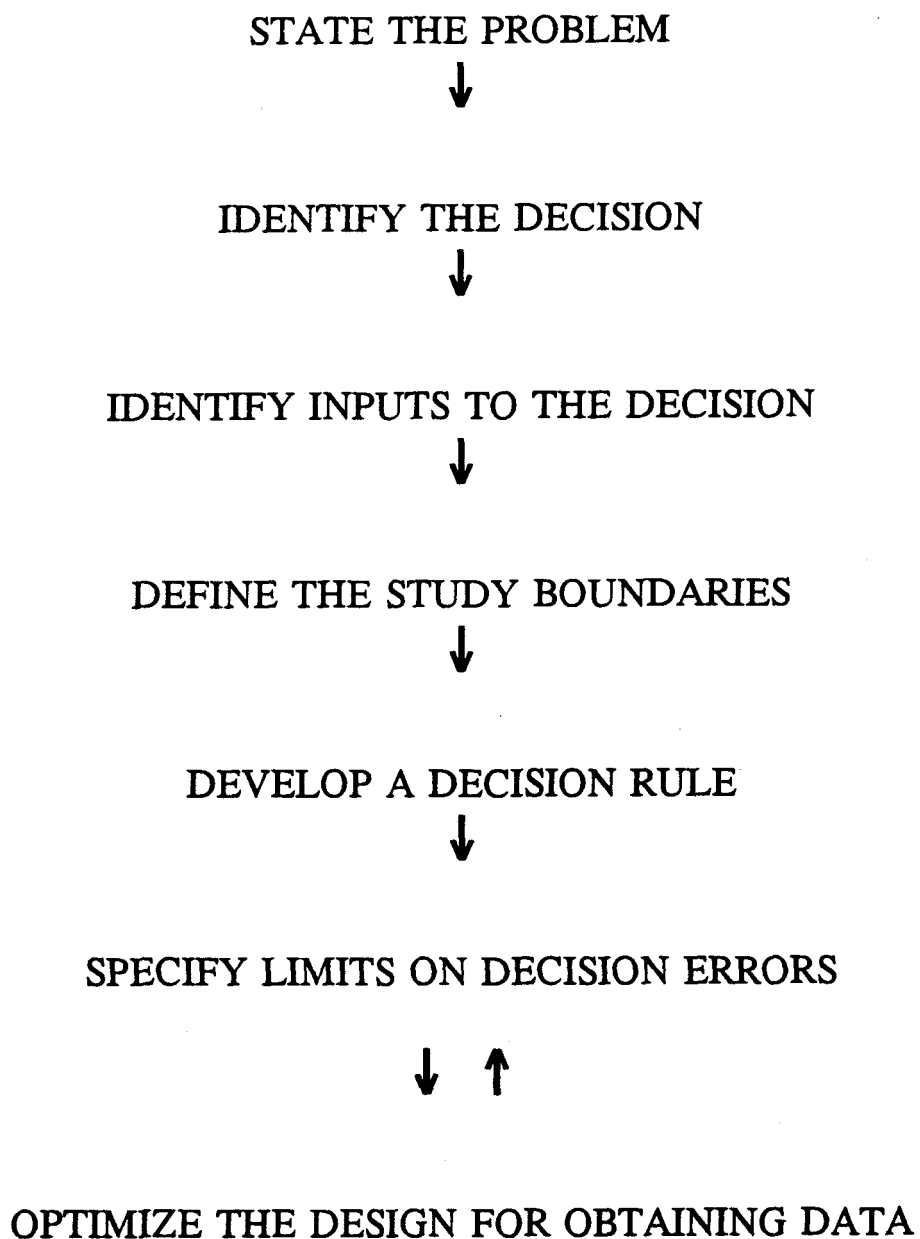 STATE THE PROBLEM
IDENTIFY THE DECISION
IDENTIFY INPUTS TO THE DECISION
DEFINE THE STUDY BOUNDARIES
DEVELOP A DECISION RULE
SPECIFY LIMITS ON DECISION ERRORS
OPTIMIZE THE DESIGN FOR OBTAINING DATA